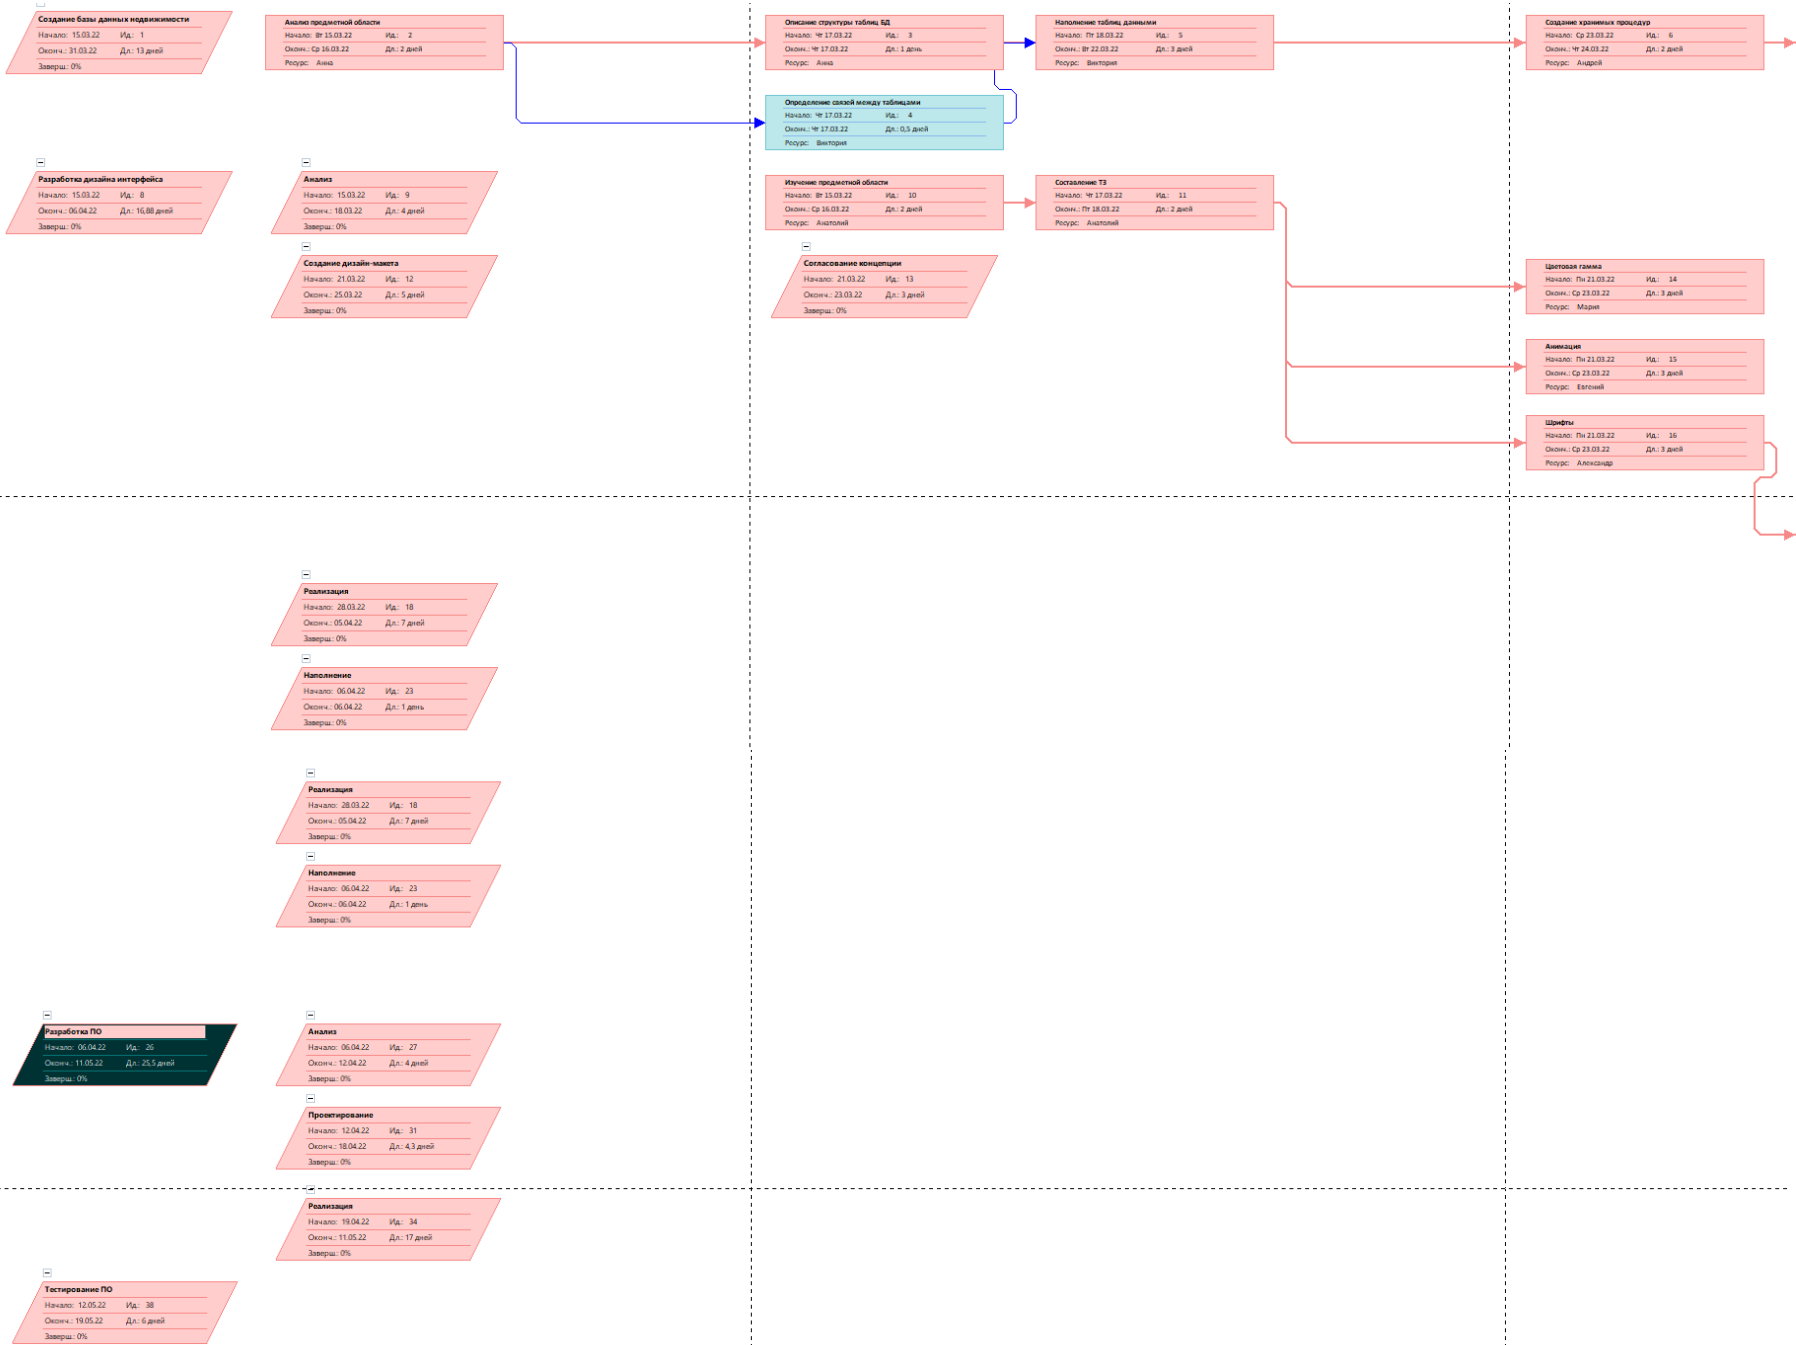 Создание базы данных недвижимости
Начало: 15.03.22 Ид.: 1
Оконч.: 31.03.22 Дл.: 13 дней
Заверш.: 0%
Анализ предметной области
Начало: Вт 15.03.22 Ид.: 2
Оконч.: Ср 16.03.22 Дл.: 2 дней
Ресурс: Анна
Описание структуры таблиц БД
Начало: Чт 17.03.22 Ид.: 3
Оконч.: Чт 17.03.22 Дл.: 1 день
Ресурс: Анна
Наполнение таблиц данными
Начало: Пт 18.03.22 Ид.: 5
Оконч.: Вт 22.03.22 Дл.: 3 дней
Ресурс: Виктория
Создание хранимых процедур
Начало: Ср 23.03.22 Ид.: 6
Оконч.: Чт 24.03.22 Дл.: 2 дней
Ресурс: Андрей
Определение связей между таблицами
Начало: Чт 17.03.22 Ид.: 4
Оконч.: Чт 17.03.22 Дл.: 0,5 дней
Ресурс: Виктория
Разработка дизайна интерфейса
Начало: 15.03.22 Ид.: 8
Оконч.: 06.04.22 Дл.: 16,88 дней
Заверш.: 0%
Анализ
Начало: 15.03.22 Ид.: 9
Оконч.: 18.03.22 Дл.: 4 дней
Заверш.: 0%
Изучение предметной области
Начало: Вт 15.03.22 Ид.: 10
Оконч.: Ср 16.03.22 Дл.: 2 дней
Ресурс: Анатолий
Составление ТЗ
Начало: Чт 17.03.22 Ид.: 11
Оконч.: Пт 18.03.22 Дл.: 2 дней
Ресурс: Анатолий
Создание дизайн-макета
Начало: 21.03.22 Ид.: 12
Оконч.: 25.03.22 Дл.: 5 дней
Заверш.: 0%
Согласование концепции
Начало: 21.03.22 Ид.: 13
Оконч.: 23.03.22 Дл.: 3 дней
Заверш.: 0%
Цветовая гамма
Начало: Пн 21.03.22 Ид.: 14
Оконч.: Ср 23.03.22 Дл.: 3 дней
Ресурс: Мария
Анимация
Начало: Пн 21.03.22 Ид.: 15
Оконч.: Ср 23.03.22 Дл.: 3 дней
Ресурс: Евгений
Шрифты
Начало: Пн 21.03.22 Ид.: 16
Оконч.: Ср 23.03.22 Дл.: 3 дней
Ресурс: Александр
Реализация
Начало: 28.03.22 Ид.: 18
Оконч.: 05.04.22 Дл.: 7 дней
Заверш.: 0%
Наполнение
Начало: 06.04.22 Ид.: 23
Оконч.: 06.04.22 Дл.: 1 день
Заверш.: 0%
Реализация
Начало: 28.03.22 Ид.: 18
Оконч.: 05.04.22 Дл.: 7 дней
Заверш.: 0%
Наполнение
Начало: 06.04.22 Ид.: 23
Оконч.: 06.04.22 Дл.: 1 день
Заверш.: 0%
Разработка ПО
Начало: 06.04.22 Ид.: 26
Оконч.: 11.05.22 Дл.: 25,5 дней
Заверш.: 0%
Анализ
Начало: 06.04.22 Ид.: 27
Оконч.: 12.04.22 Дл.: 4 дней
Заверш.: 0%
Проектирование
Начало: 12.04.22 Ид.: 31
Оконч.: 18.04.22 Дл.: 4,3 дней
Заверш.: 0%
Реализация
Начало: 19.04.22 Ид.: 34
Оконч.: 11.05.22 Дл.: 17 дней
Заверш.: 0%
Тестирование ПО
Начало: 12.05.22 Ид.: 38
Оконч.: 19.05.22 Дл.: 6 дней
Заверш.: 0%